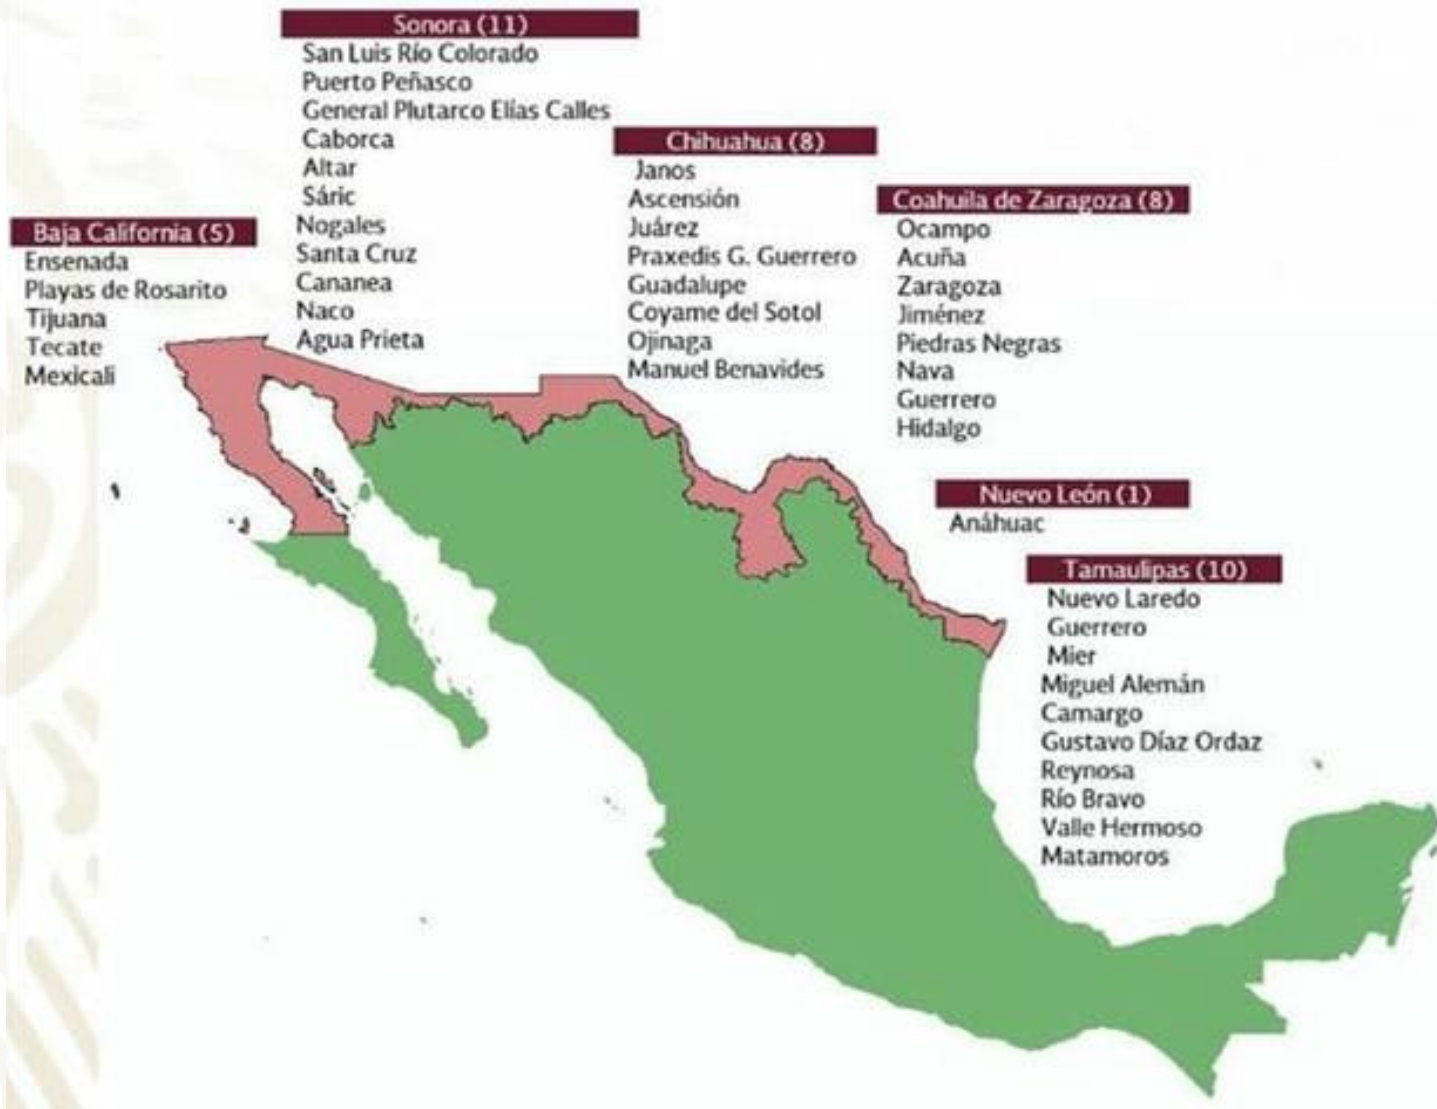 Sonora (11)
San Luis Río Colorado
Puerto Peñasco
General Plutarco Elías Calles
Caborca
Altar
Sáric
Nogales
Santa Cruz
Cananea
Naco
Agua Prieta
Chihuahua (8)
Janos
Ascensión
Juárez
Praxedis G. Guerrero
Guadalupe
Coyame del Sotol
Ojinaga
Manuel Benavides
Coahuila de Zaragoza (8)
Ocampo
Acuña
Zaragoza
Jiménez
Piedras Negras
Nava
Guerrero
Hidalgo
Baja California (5)
Ensenada
Playas de Rosarito
Tijuana
Tecate
Mexicali
Nuevo León (1)
Anáhuac
Tamaulipas (10)
Nuevo Laredo
Guerrero
Mier
Miguel Alemán
Camargo
Gustavo Díaz Ordaz
Reynosa
Río Bravo
Valle Hermoso
Matamoros